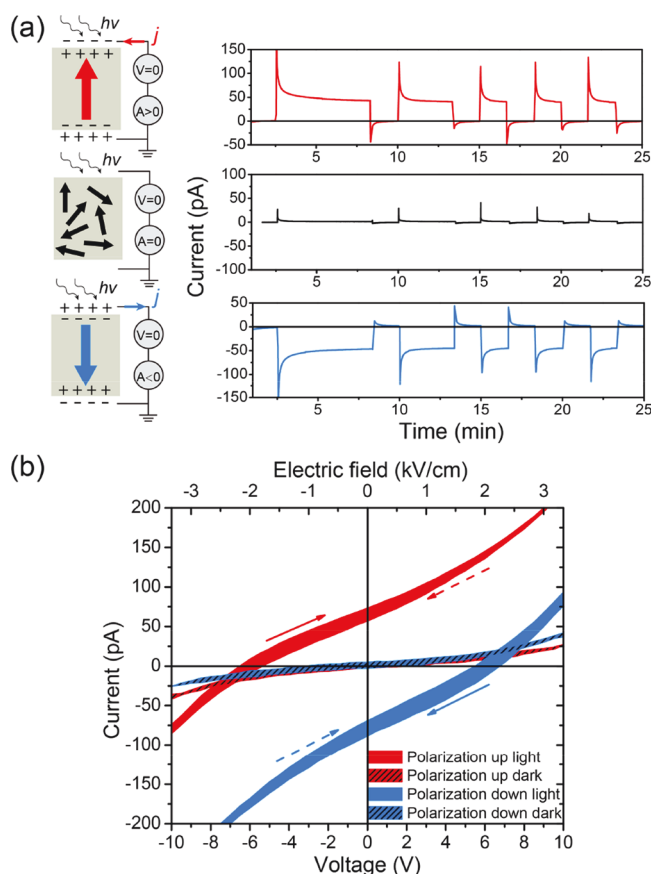 (a)
hν
- - - -
+ + + +
j
V=0
A>0
- - - -
+ + + +
150
100
50
0
-50
5 10 15 20 25
hν
V=0
A=0
Current (pA)
100
50
0
-50
-100
5 10 15 20 25
hν
+ + + +
- - - -
j
V=0
A<0
+ + + +
- - - -
50
0
-50
-100
-150
5 10 15 20 25
Time (min)
(b)
Electric field (kV/cm)
-3 -2 -1 0 1 2 3
Current (pA)
200
150
100
50
0
-50
-100
-150
-200
Polarization up light
Polarization up dark
Polarization down light
Polarization down dark
-10 -8 -6 -4 -2 0 2 4 6 8 10
Voltage (V)